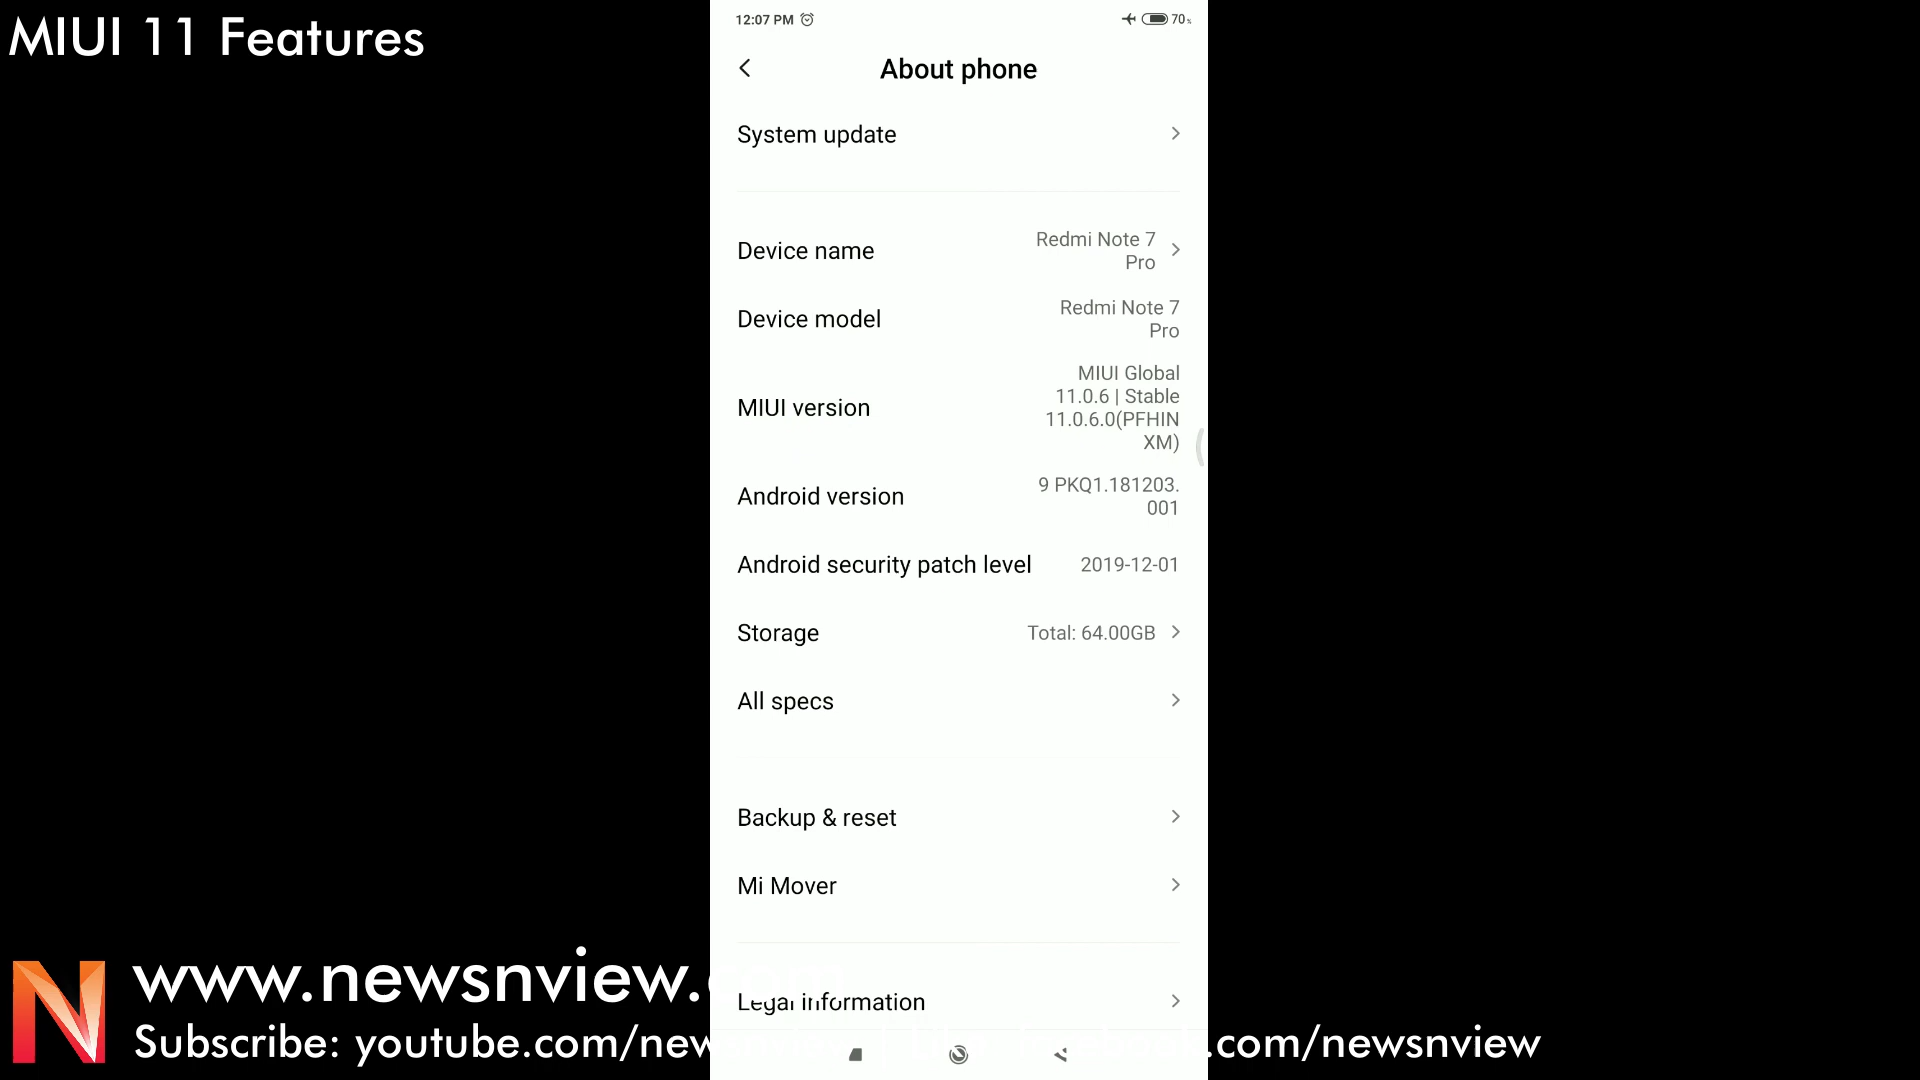 MIUI 11 Features
12:07 PM
70%
About phone
System update
Device name
Redmi Note 7
Pro
Device model
Redmi Note 7
Pro
MIUI version
MIUI Global
11.0.6 | Stable
11.0.6.0(PFHIN
XM)
Android version
9 PKQ1.181203.
001
Android security patch level
2019-12-01
Storage
Total: 64.00GB
All specs
Backup & reset
Mi Mover
Legal information
www.newsnview.
Subscribe: youtube.com/new
.com/newsnview